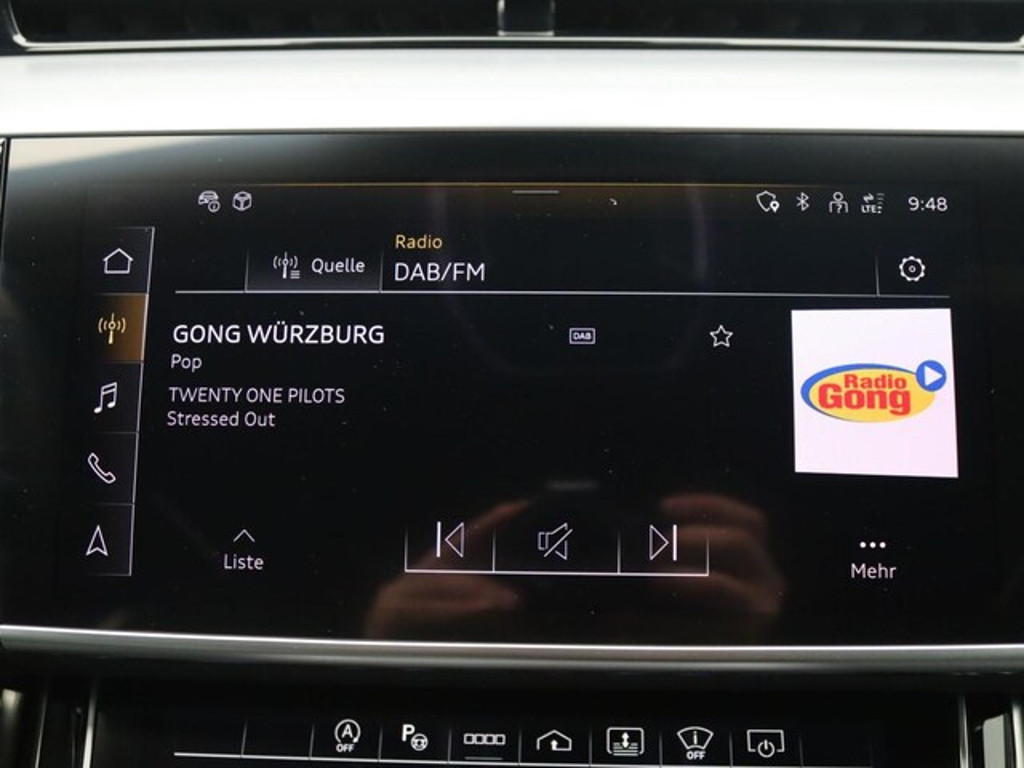 LTE
9:48
Radio
Quelle
DAB/FM
GONG WÜRZBURG
DAB
Pop
TWENTY ONE PILOTS
Stressed Out
Radio
Gong
Liste
Mehr
A
OFF
P
i
OFF